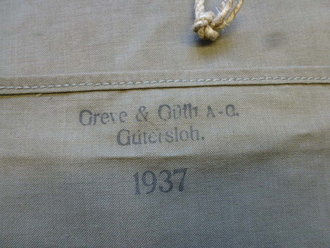 Greve & Güth A-G.
Gütersloh.
1937